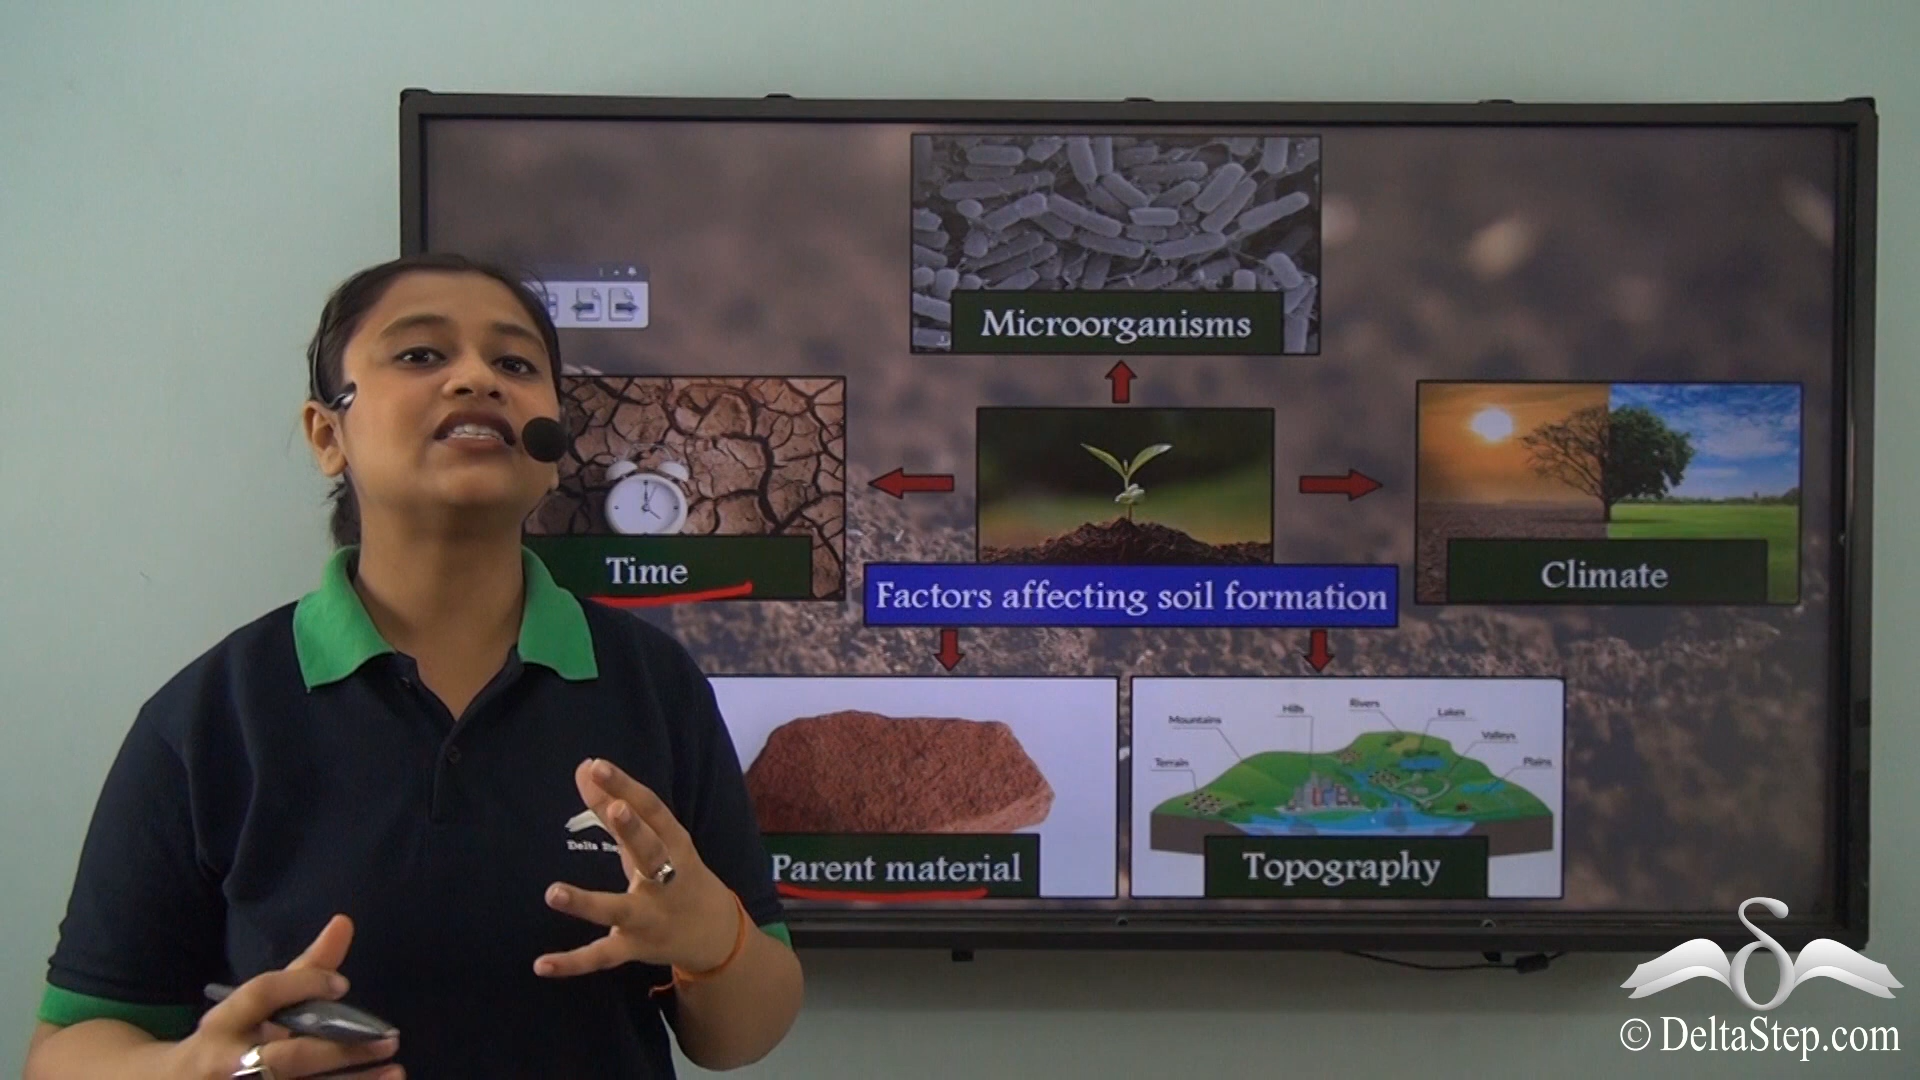 Microorganisms
Time
Climate
Factors affecting soil formation
Mountains
Hills
Rivers
Lakes
Valleys
Terrain
Plains
Parent material
Topography
Delta
© DeltaStep.com